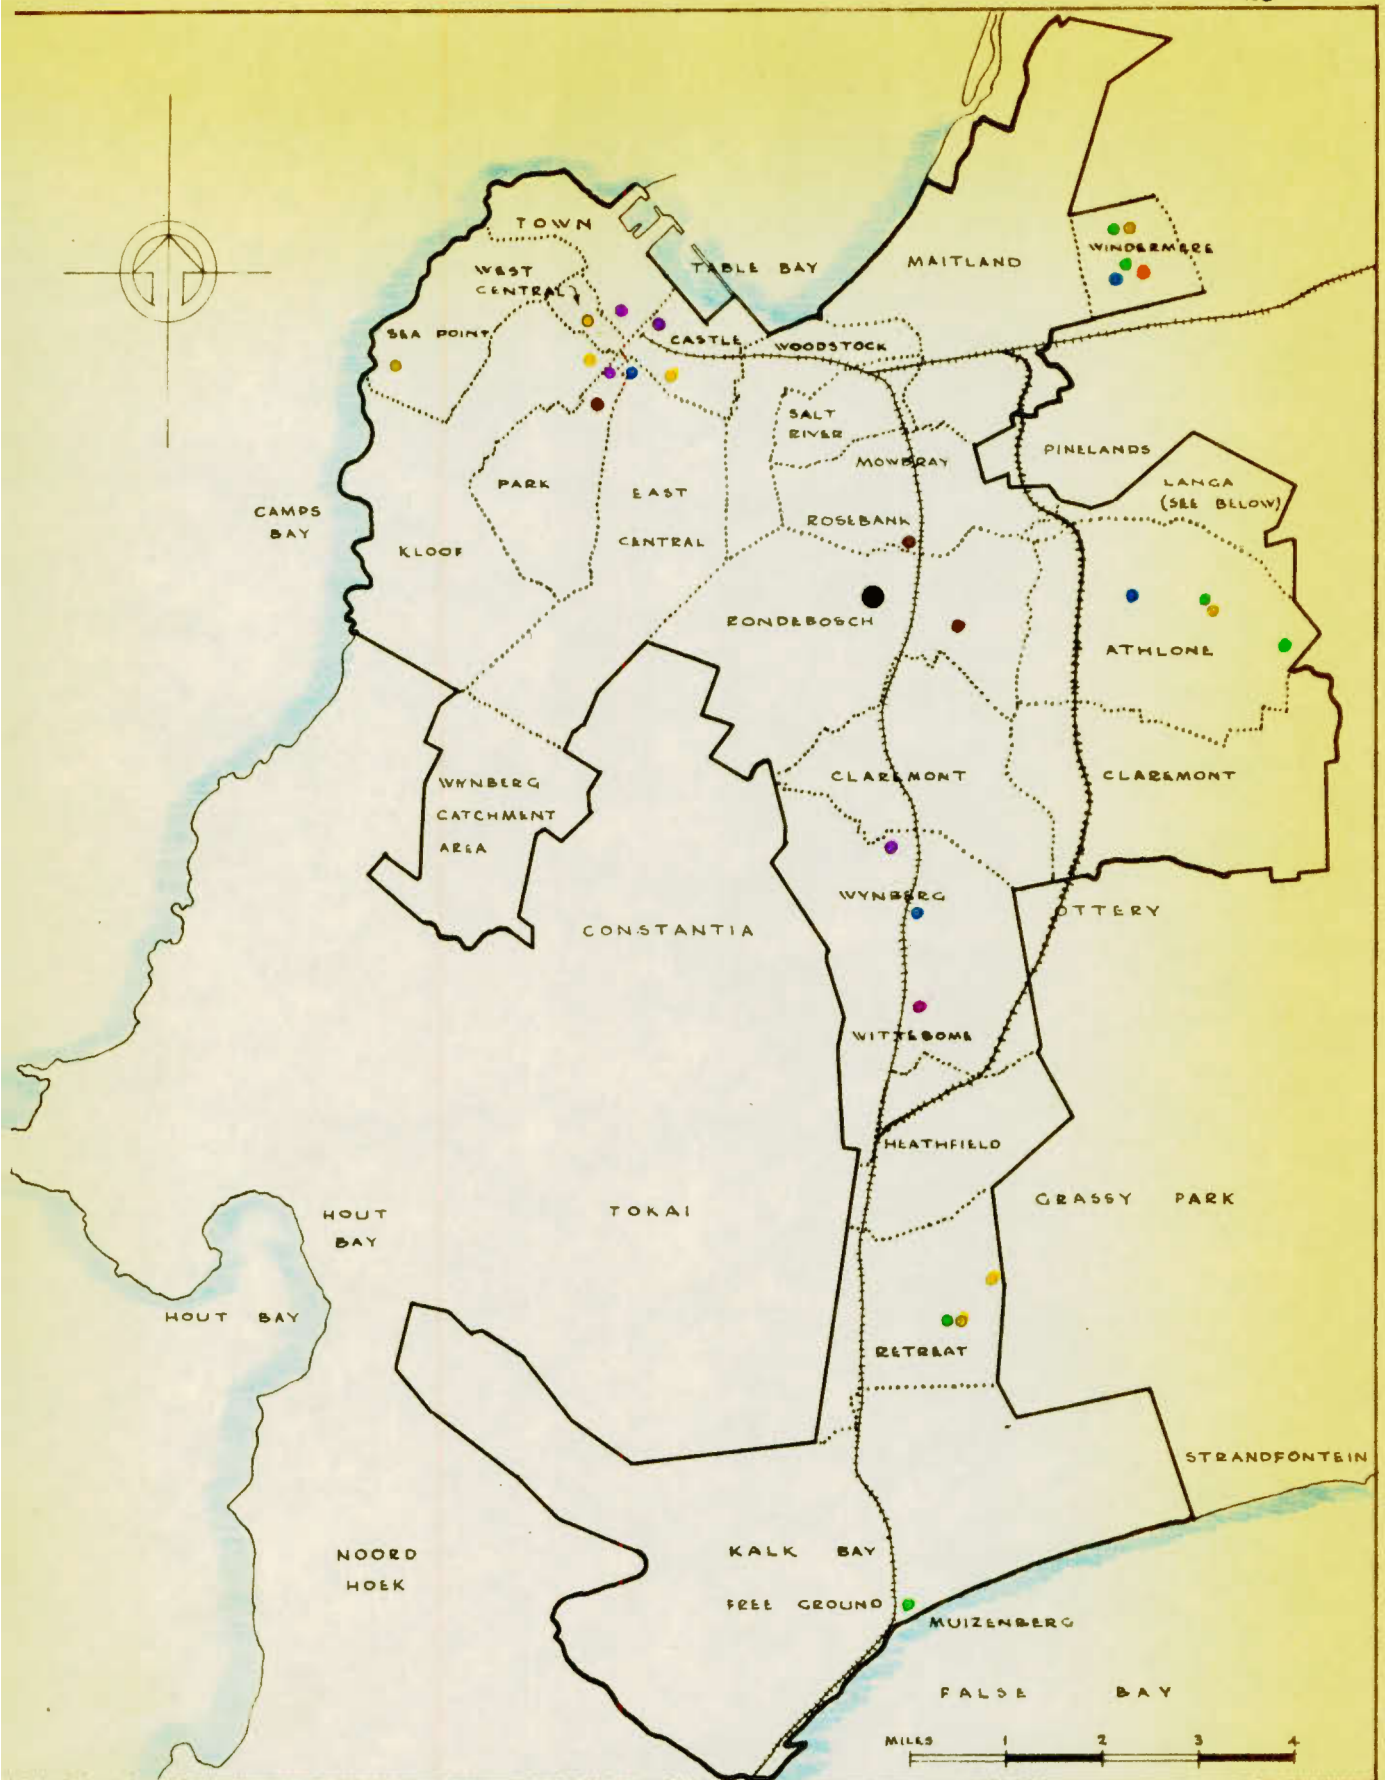 TOWN
WEST
CENTRAL
TABLE BAY
MAITLAND
WINDERMERE
SEA POINT
CASTLE
WOODSTOCK
SALT
RIVER
MOWBRAY
PINELANDS
LANGA
(SEE BELOW)
PARK
EAST
CENTRAL
ROSEBANK
CAMPS
BAY
KLOOF
RONDEBOSCH
ATHLONE
WYNBERG
CATCHMENT
AREA
CLAREMONT
CLAREMONT
WYNBERG
OTTERY
CONSTANTIA
WITTEBOME
HEATHFIELD
GRASSY PARK
HOUT
BAY
TOKAI
HOUT BAY
RETREAT
STRANDFONTEIN
NOORD
HOEK
KALK BAY
FREE GROUND
MUIZENBERG
FALSE BAY
MILES 1 2 3 4